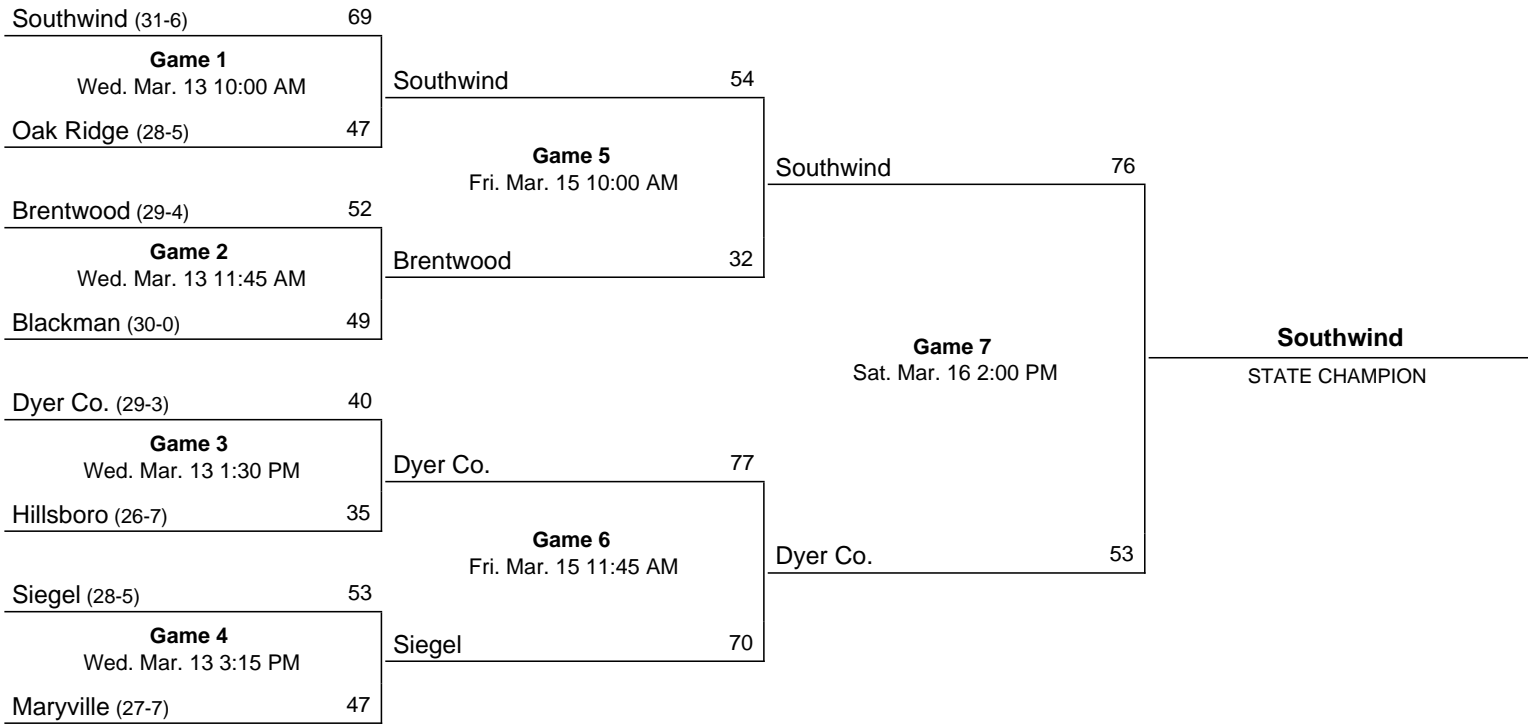 Southwind (31-6) 69
Game 1
Wed. Mar. 13 10:00 AM
Oak Ridge (28-5) 47
Brentwood (29-4) 52
Game 2
Wed. Mar. 13 11:45 AM
Blackman (30-0) 49
Dyer Co. (29-3) 40
Game 3
Wed. Mar. 13 1:30 PM
Hillsboro (26-7) 35
Siegel (28-5) 53
Game 4
Wed. Mar. 13 3:15 PM
Maryville (27-7) 47
Southwind 54
Game 5
Fri. Mar. 15 10:00 AM
Brentwood 32
Dyer Co. 77
Game 6
Fri. Mar. 15 11:45 AM
Siegel 70
Southwind 76
Game 7
Sat. Mar. 16 2:00 PM
Dyer Co. 53
Southwind
STATE CHAMPION